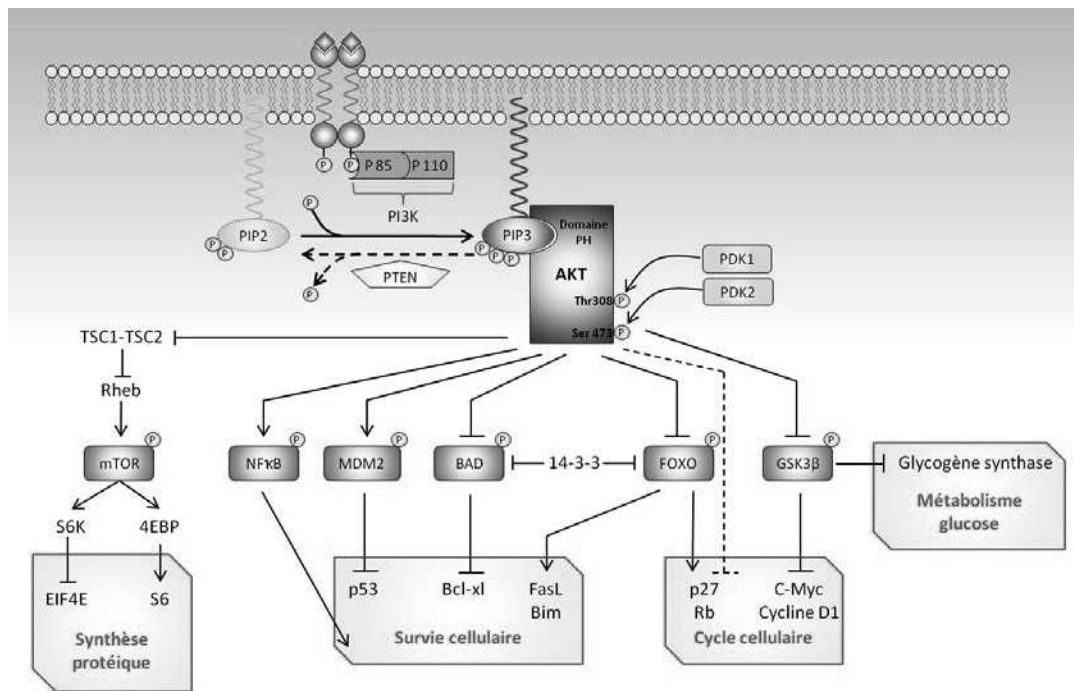 P
P
P 85
P 110
PI3K
P
PIP2
P
P
PIP3
P
P
P
Domaine
PH
PTEN
P
AKT
PDK1
Thr308
P
PDK2
Ser 473
P
TSC1-TSC2
Rheb
P
mTOR
P
NFκB
P
MDM2
P
BAD
14-3-3
P
FOXO
P
GSK3β
Glycogène synthase
Métabolisme
glucose
S6K
4EBP
EIF4E
S6
Synthèse
protéique
p53
Bcl-xl
FasL
Bim
Survie cellulaire
p27
Rb
C-Myc
Cycline D1
Cycle cellulaire